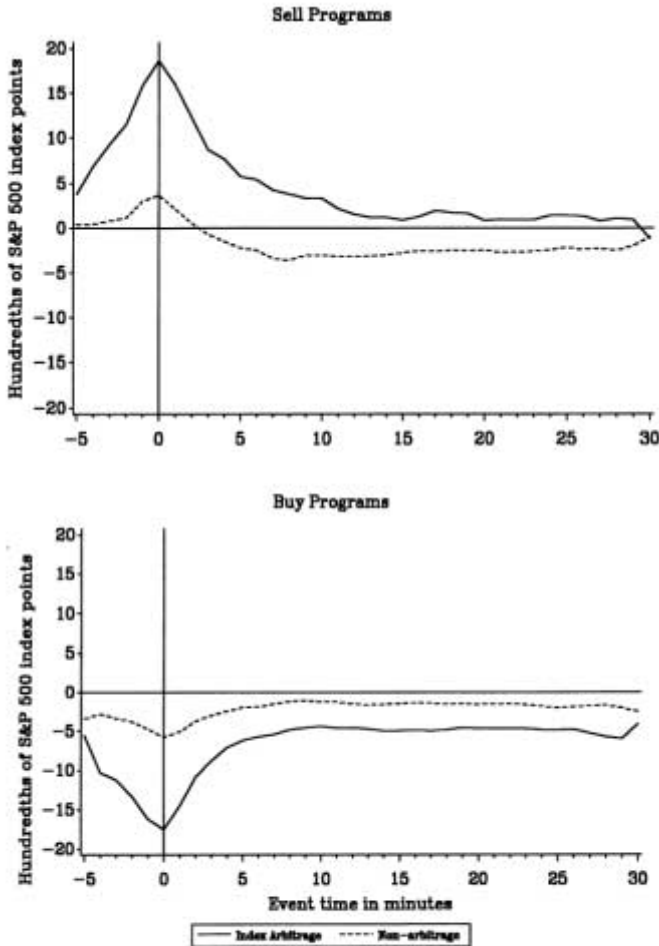 Sell Programs
Hundredths of S&P 500 index points
20
15
10
5
0
−5
−10
−15
−20
−5 0 5 10 15 20 25 30
Buy Programs
Hundredths of S&P 500 index points
20
15
10
5
0
−5
−10
−15
−20
−5 0 5 10 15 20 25 30
Event time in minutes
Index Arbitrage Non-arbitrage